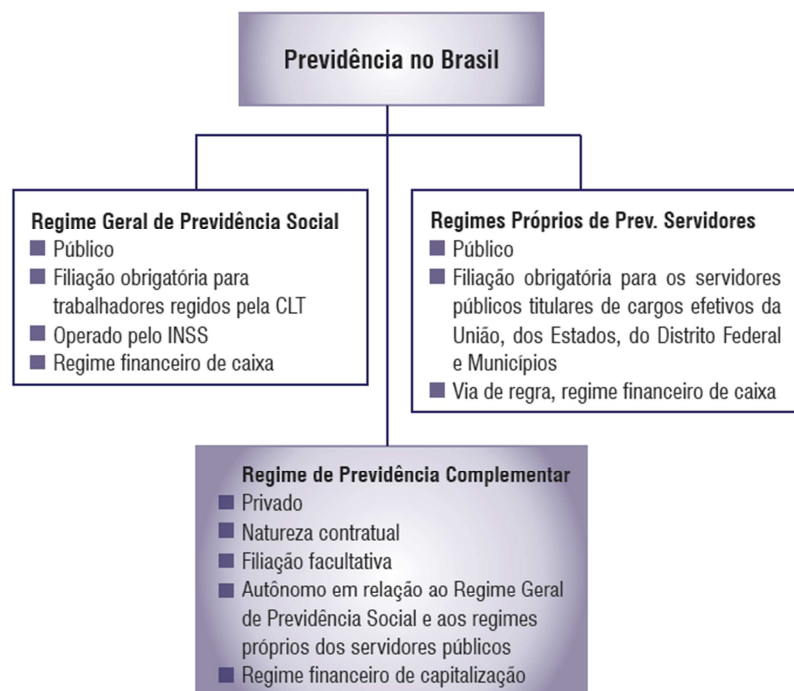 Previdência no Brasil
Regime Geral de Previdência Social
Público
Filiação obrigatória para
trabalhadores regidos pela CLT
Operado pelo INSS
Regime financeiro de caixa
Regimes Próprios de Prev. Servidores
Público
Filiação obrigatória para os servidores
públicos titulares de cargos efetivos da
União, dos Estados, do Distrito Federal
e Municípios
Via de regra, regime financeiro de caixa
Regime de Previdência Complementar
Privado
Natureza contratual
Filiação facultativa
Autônomo em relação ao Regime Geral
de Previdência Social e aos regimes
próprios dos servidores públicos
Regime financeiro de capitalização